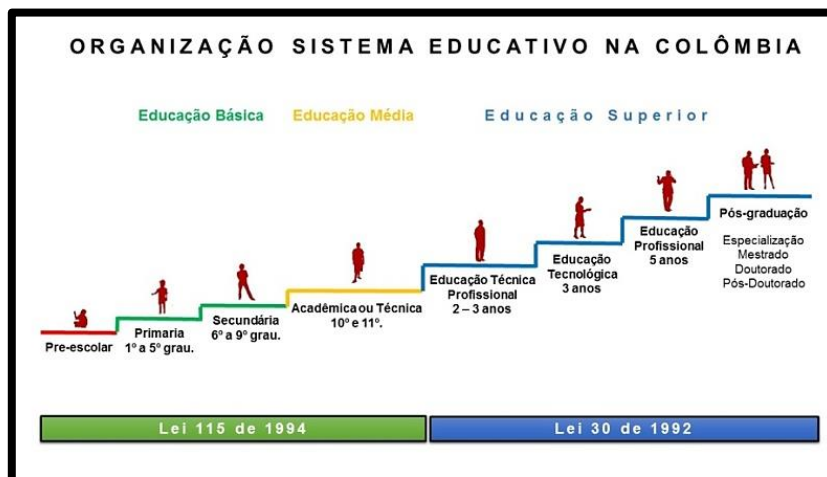 ORGANIZAÇÃO SISTEMA EDUCATIVO NA COLÔMBIA
Educação Básica
Educação Média
Educação Superior
Pre-escolar
Primaria
1º a 5º grau.
Secundária
6º a 9º grau.
Acadêmica ou Técnica
10º e 11º.
Educação Técnica
Profissional
2 – 3 anos
Educação
Tecnológica
3 anos
Educação
Profissional
5 anos
Pós-graduação
Especialização
Mestrado
Doutorado
Pós-Doutorado
Lei 115 de 1994
Lei 30 de 1992